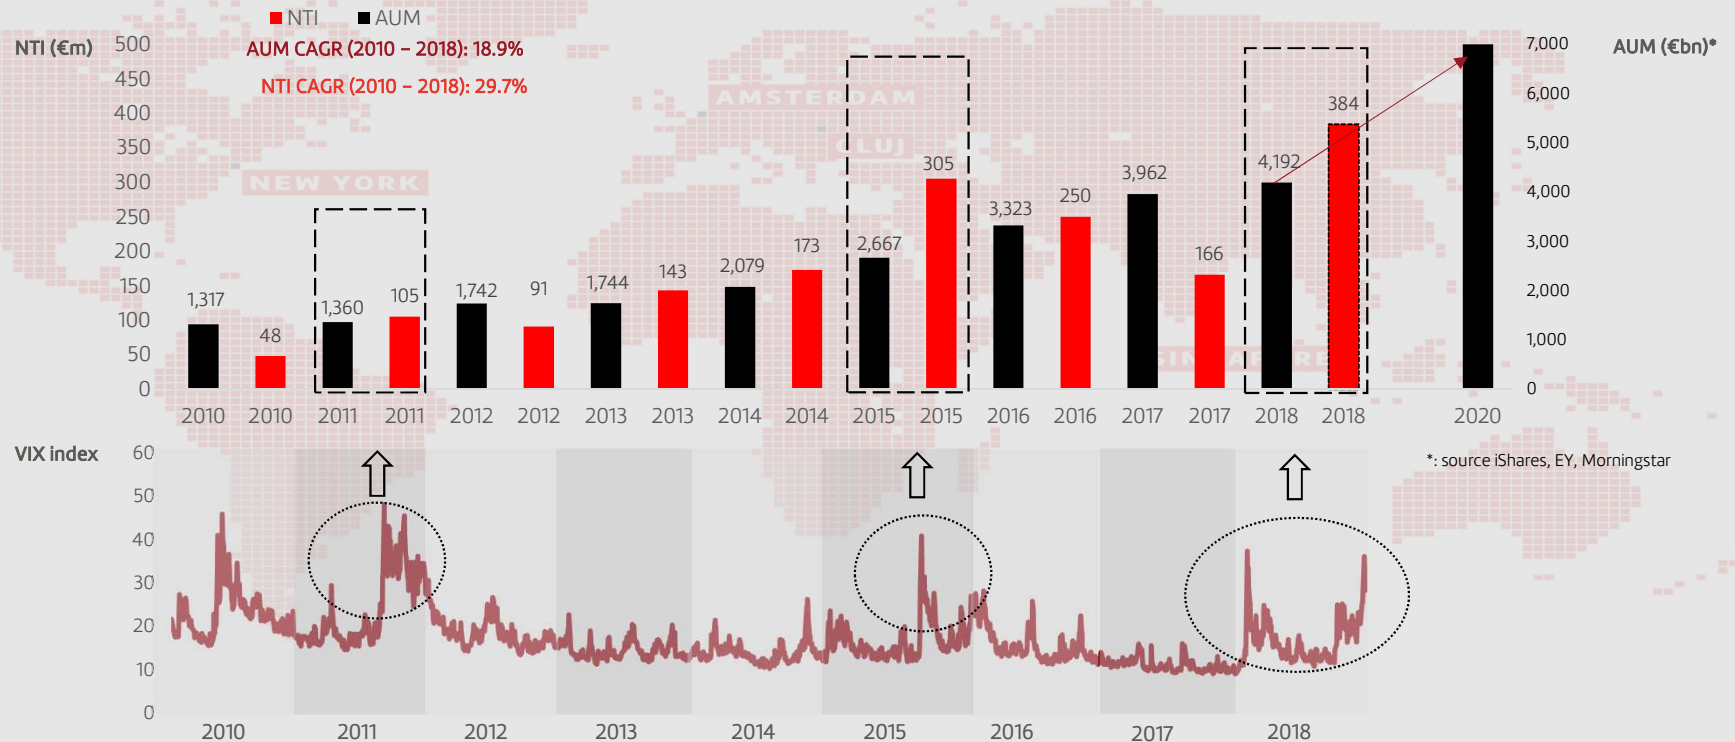 NTI AUM
NTI (€m)
AUM CAGR (2010 – 2018): 18.9%
NTI CAGR (2010 – 2018): 29.7%
AUM (€bn)*
500
450
400
350
300
250
200
150
100
50
0
7,000
6,000
5,000
4,000
3,000
2,000
1,000
0
AMSTERDAM
CLUJ
NEW YORK
SINGAPORE
1,317 48 1,360 105 1,742 91 1,744 143 2,079 173 2,667 305 3,323 250 3,962 166 4,192 384
2010 2010 2011 2011 2012 2012 2013 2013 2014 2014 2015 2015 2016 2016 2017 2017 2018 2018 2020
VIX index
60
50
40
30
20
10
0
*: source iShares, EY, Morningstar
2010 2011 2012 2013 2014 2015 2016 2017 2018